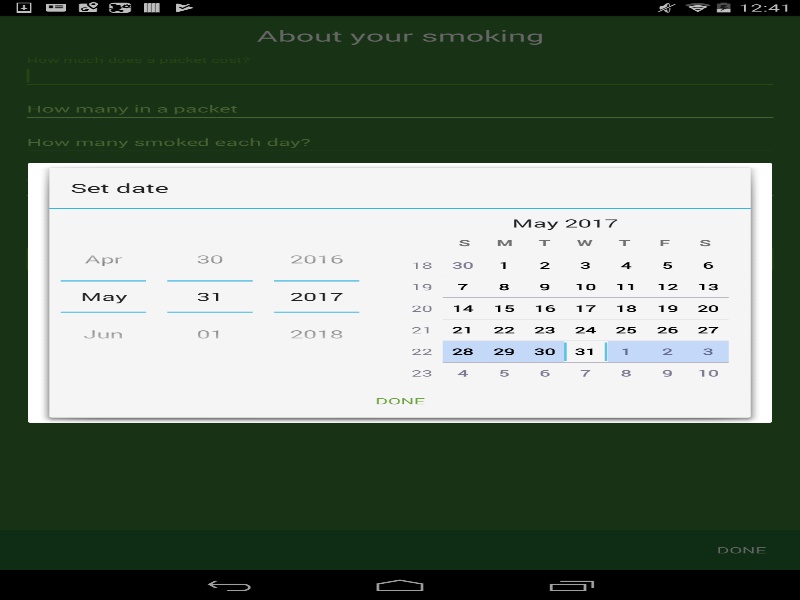 12:41
About your smoking
How much does a packet cost?
How many in a packet
How many smoked each day?
Set date
May 2017
S M T W T F S
Apr 30 2016
18 30 1 2 3 4 5 6
19 7 8 9 10 11 12 13
May 31 2017
20 14 15 16 17 18 19 20
21 21 22 23 24 25 26 27
Jun 01 2018
22 28 29 30 31 1 2 3
23 4 5 6 7 8 9 10
DONE
DONE